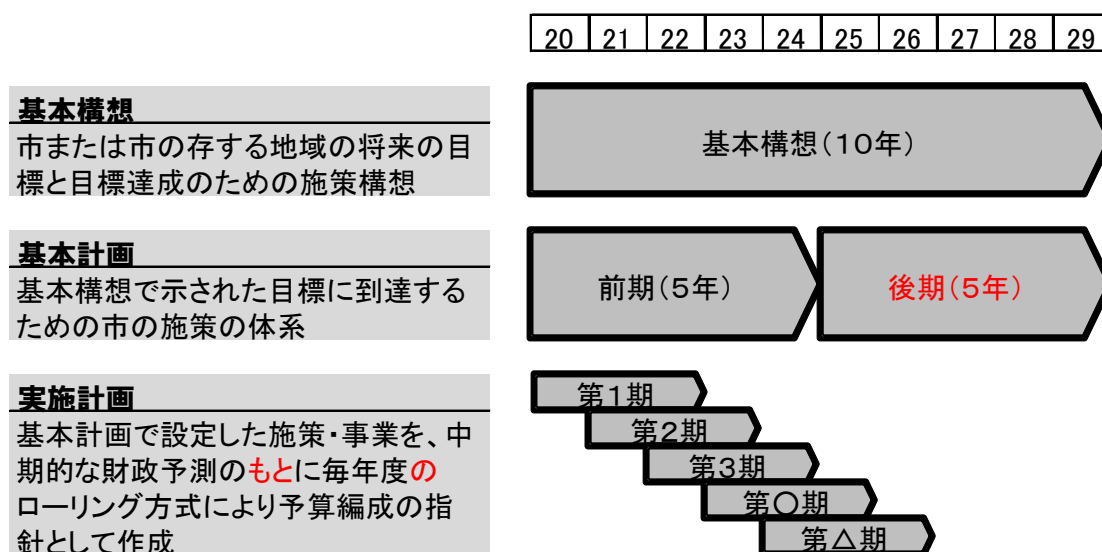 20 21 22 23 24 25 26 27 28 29
基本構想
市または市の存する地域の将来の目
標と目標達成のための施策構想
基本構想（10年）
基本計画
基本構想で示された目標に到達する
ための市の施策の体系
前期（5年）
後期（5年）
実施計画
基本計画で設定した施策・事業を、中
期的な財政予測のもとに毎年度の
ローリング方式により予算編成の指
針として作成
第1期
第2期
第3期
第〇期
第△期